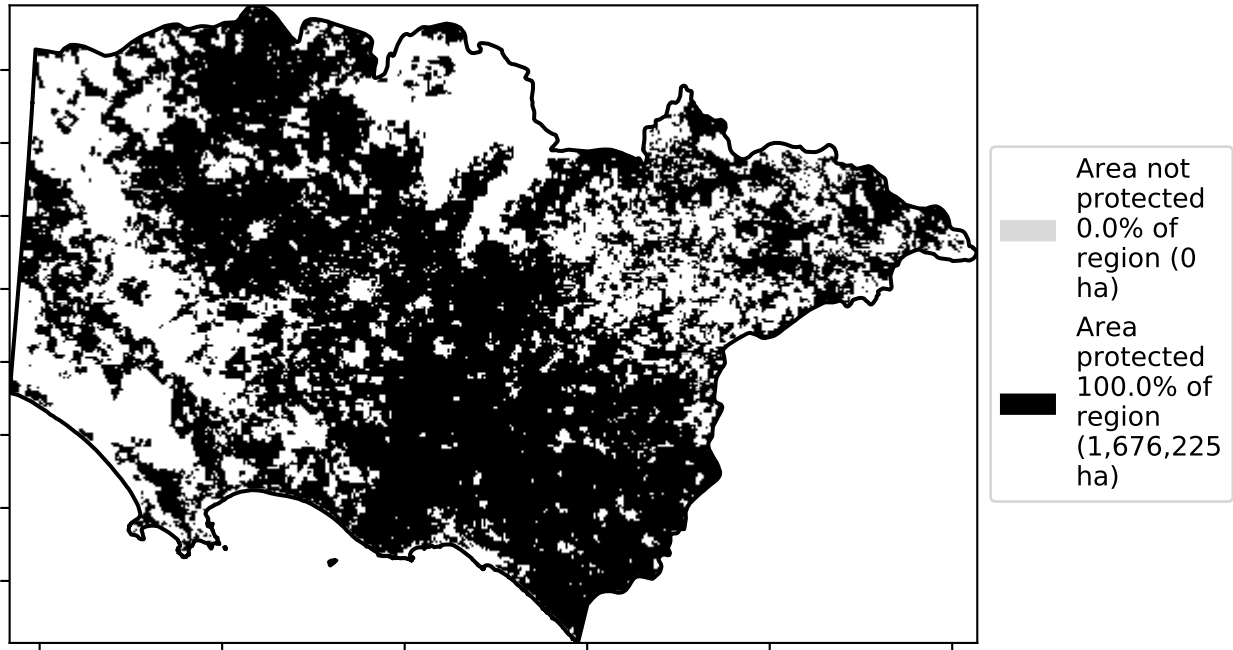 Area not
protected
0.0% of
region (0
ha)
Area
protected
100.0% of
region
(1,676,225
ha)